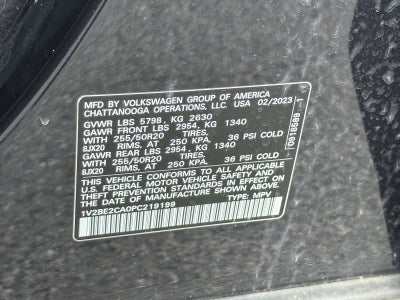 MFD BY VOLKSWAGEN GROUP OF AMERICA
CHATTANOOGA OPERATIONS, LLC. USA 02/2023
GVWR LBS 5798, KG 2630
GAWR FRONT LBS 2954, KG 1340
WITH 255/50R20 TIRES,
8JX20 RIMS, AT 250 KPA. 36 PSI COLD
GAWR REAR LBS 2954, KG 1340
WITH 255/50R20 TIRES,
8JX20 RIMS, AT 250 KPA. 36 PSI COLD
THIS VEHICLE CONFORMS TO ALL APPLICABLE
U.S. FEDERAL MOTOR VEHICLE SAFETY
AND THEFT PREVENTION STANDARDS IN EFFECT ON
THE DATE OF MANUFACTURE SHOWN ABOVE.
1V2BE2CA0PC219199 TYPE: MPV